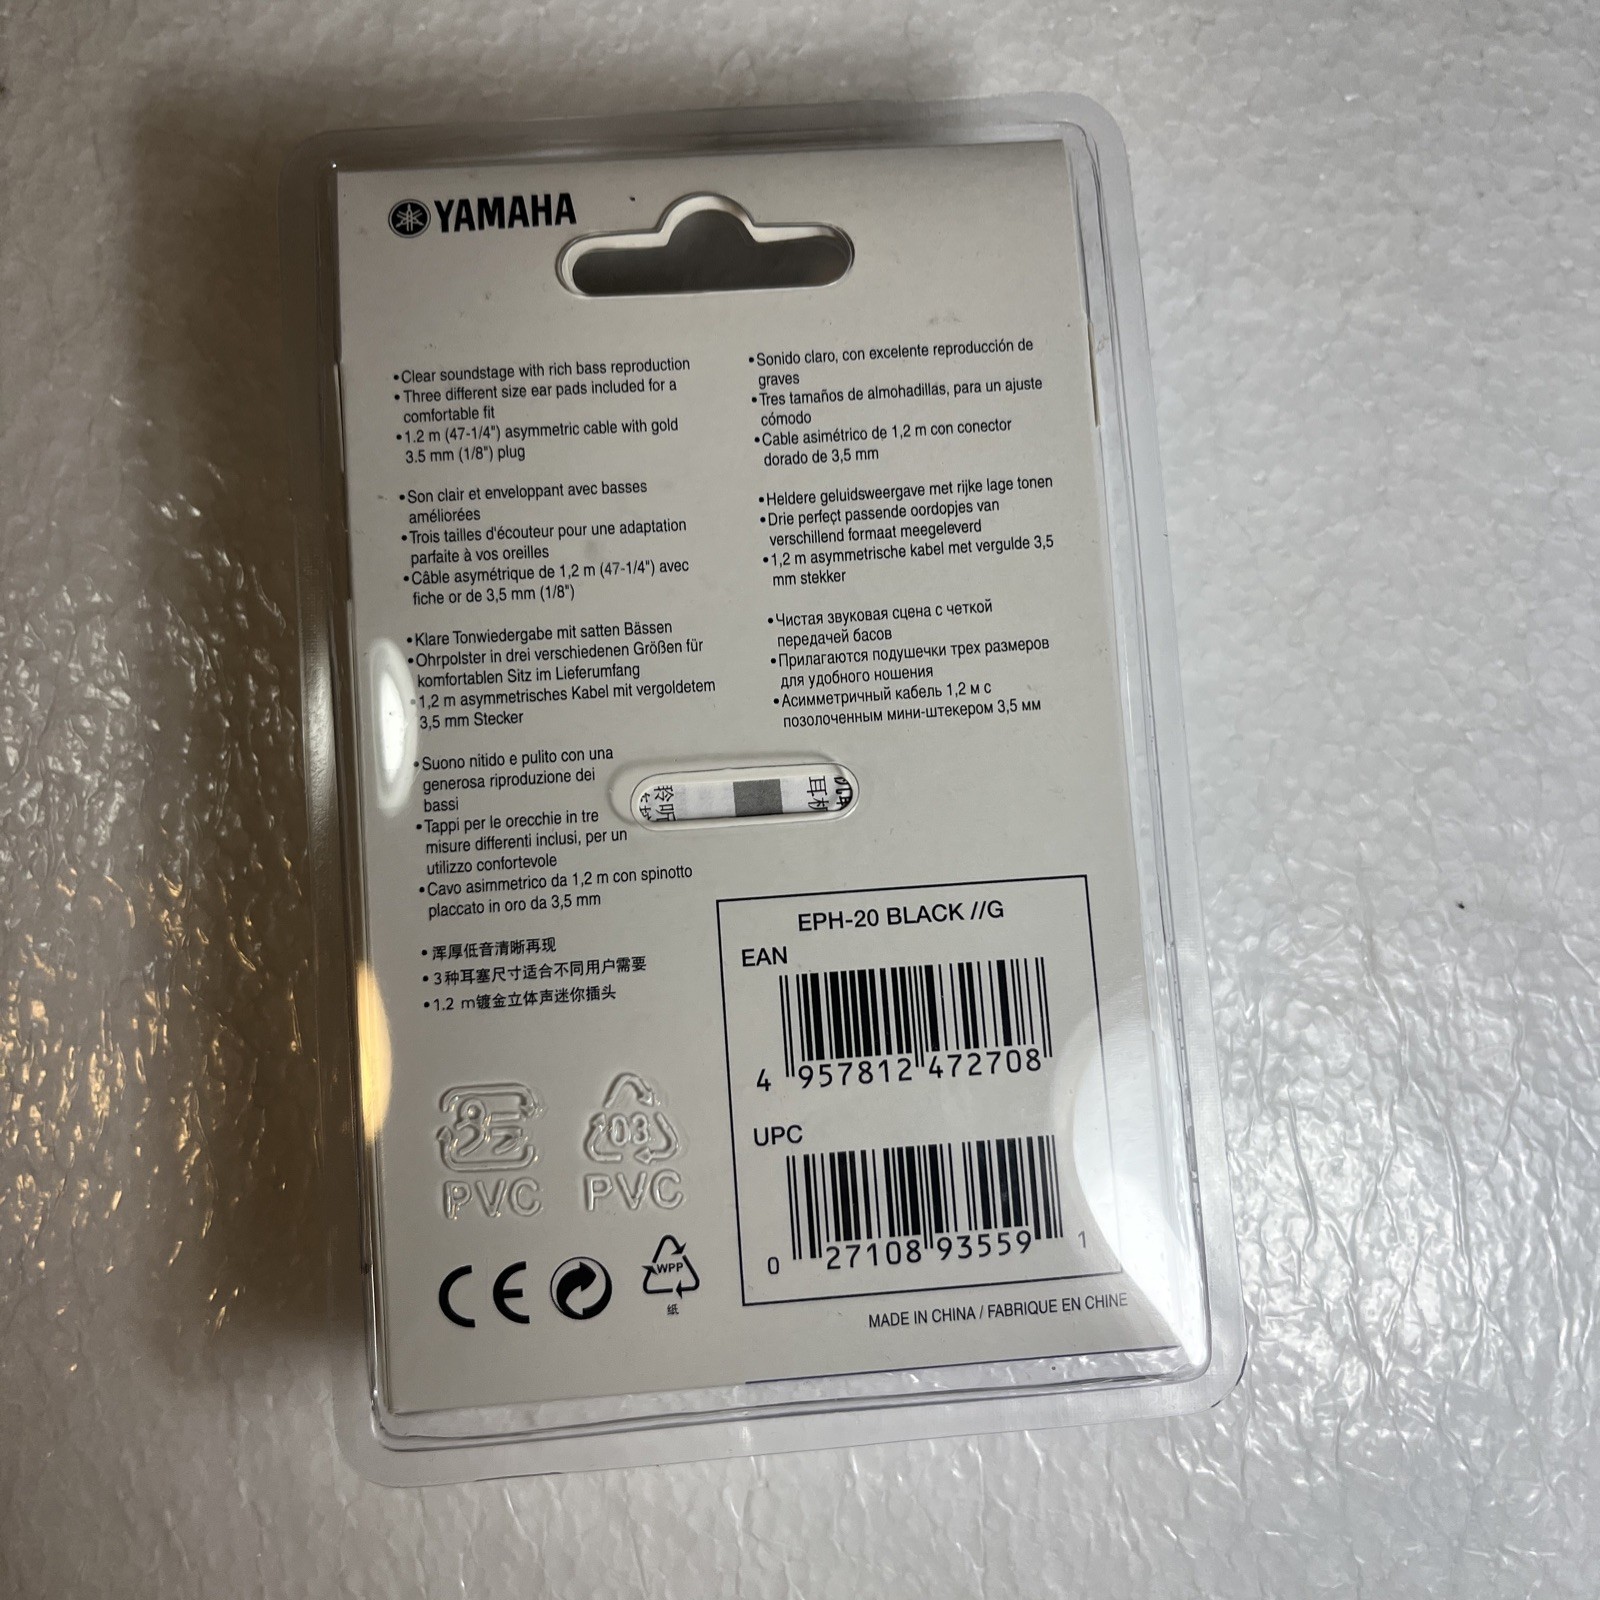 YAMAHA
•Clear soundstage with rich bass reproduction
•Three different size ear pads included for a
comfortable fit
•1.2 m (47-1/4") asymmetric cable with gold
3.5 mm (1/8") plug
•Son clair et enveloppant avec basses
améliorées
•Trois tailles d'écouteur pour une adaptation
parfaite à vos oreilles
•Câble asymétrique de 1,2 m (47-1/4") avec
fiche or de 3,5 mm (1/8")
•Klare Tonwiedergabe mit satten Bässen
•Ohrpolster in drei verschiedenen Größen für
komfortablen Sitz im Lieferumfang
•1,2 m asymmetrisches Kabel mit vergoldetem
3,5 mm Stecker
•Suono nitido e pulito con una
generosa riproduzione dei
bassi
•Tappi per le orecchie in tre
misure differenti inclusi, per un
utilizzo confortevole
•Cavo asimmetrico da 1,2 m con spinotto
placcato in oro da 3,5 mm
•浑厚低音清晰再现
•3种耳塞尺寸适合不同用户需要
•1.2 m镀金立体声迷你插头
•Sonido claro, con excelente reproducción de
graves
•Tres tamaños de almohadillas, para un ajuste
cómodo
•Cable asimétrico de 1,2 m con conector
dorado de 3,5 mm
•Heldere geluidsweergave met rijke lage tonen
•Drie perfect passende oordopjes van
verschillend formaat meegeleverd
•1,2 m asymmetrische kabel met vergulde 3,5
mm stekker
•Чистая звуковая сцена с четкой
передачей басов
•Прилагаются подушечки трех размеров
для удобного ношения
•Асимметричный кабель 1,2 м с
позолоченным мини-штекером 3,5 мм
EPH-20 BLACK //G
EAN
4 957812 472708
UPC
0 27108 93559 1
03
PVC PVC
CE
WPP
纸
MADE IN CHINA / FABRIQUE EN CHINE